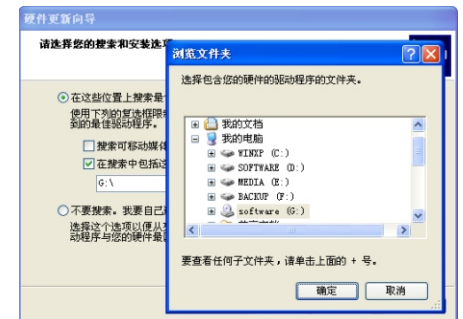 硬件更新向导
请选择您的搜索和安装选项
在这些位置上搜索最
使用下列的复选框限
到的最佳驱动程序。
搜索可移动媒体
在搜索中包括这
G:\
不要搜索。我要自己
选择这个选项以便从
动程序与您的硬件最
浏览文件夹
选择包含您的硬件的驱动程序的文件夹。
我的文档
我的电脑
WINXP (C:)
SOFTWARE (D:)
MEDIA (E:)
BACKUP (F:)
software (G:)
要查看任何子文件夹，请单击上面的 + 号。
确定
取消